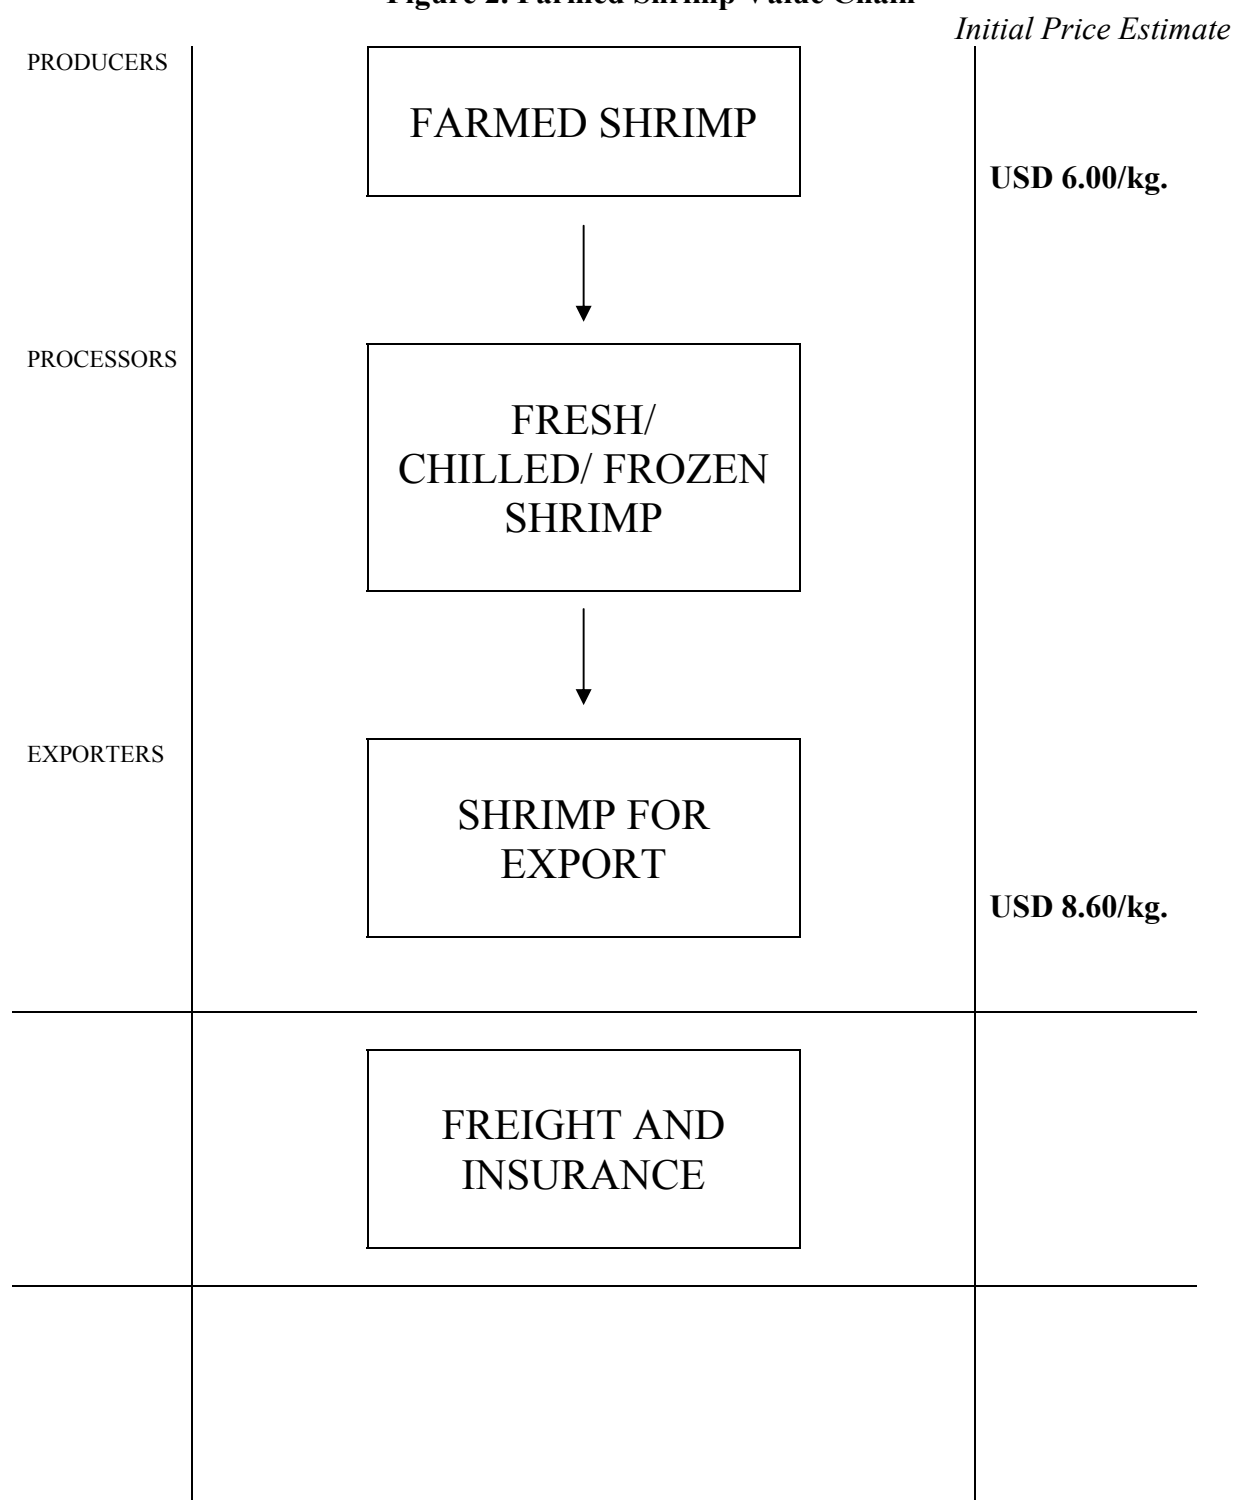 Figure 2. Farmed Shrimp Value Chain
Initial Price Estimate
PRODUCERS
FARMED SHRIMP
USD 6.00/kg.
PROCESSORS
FRESH/
CHILLED/ FROZEN
SHRIMP
EXPORTERS
SHRIMP FOR
EXPORT
USD 8.60/kg.
FREIGHT AND
INSURANCE